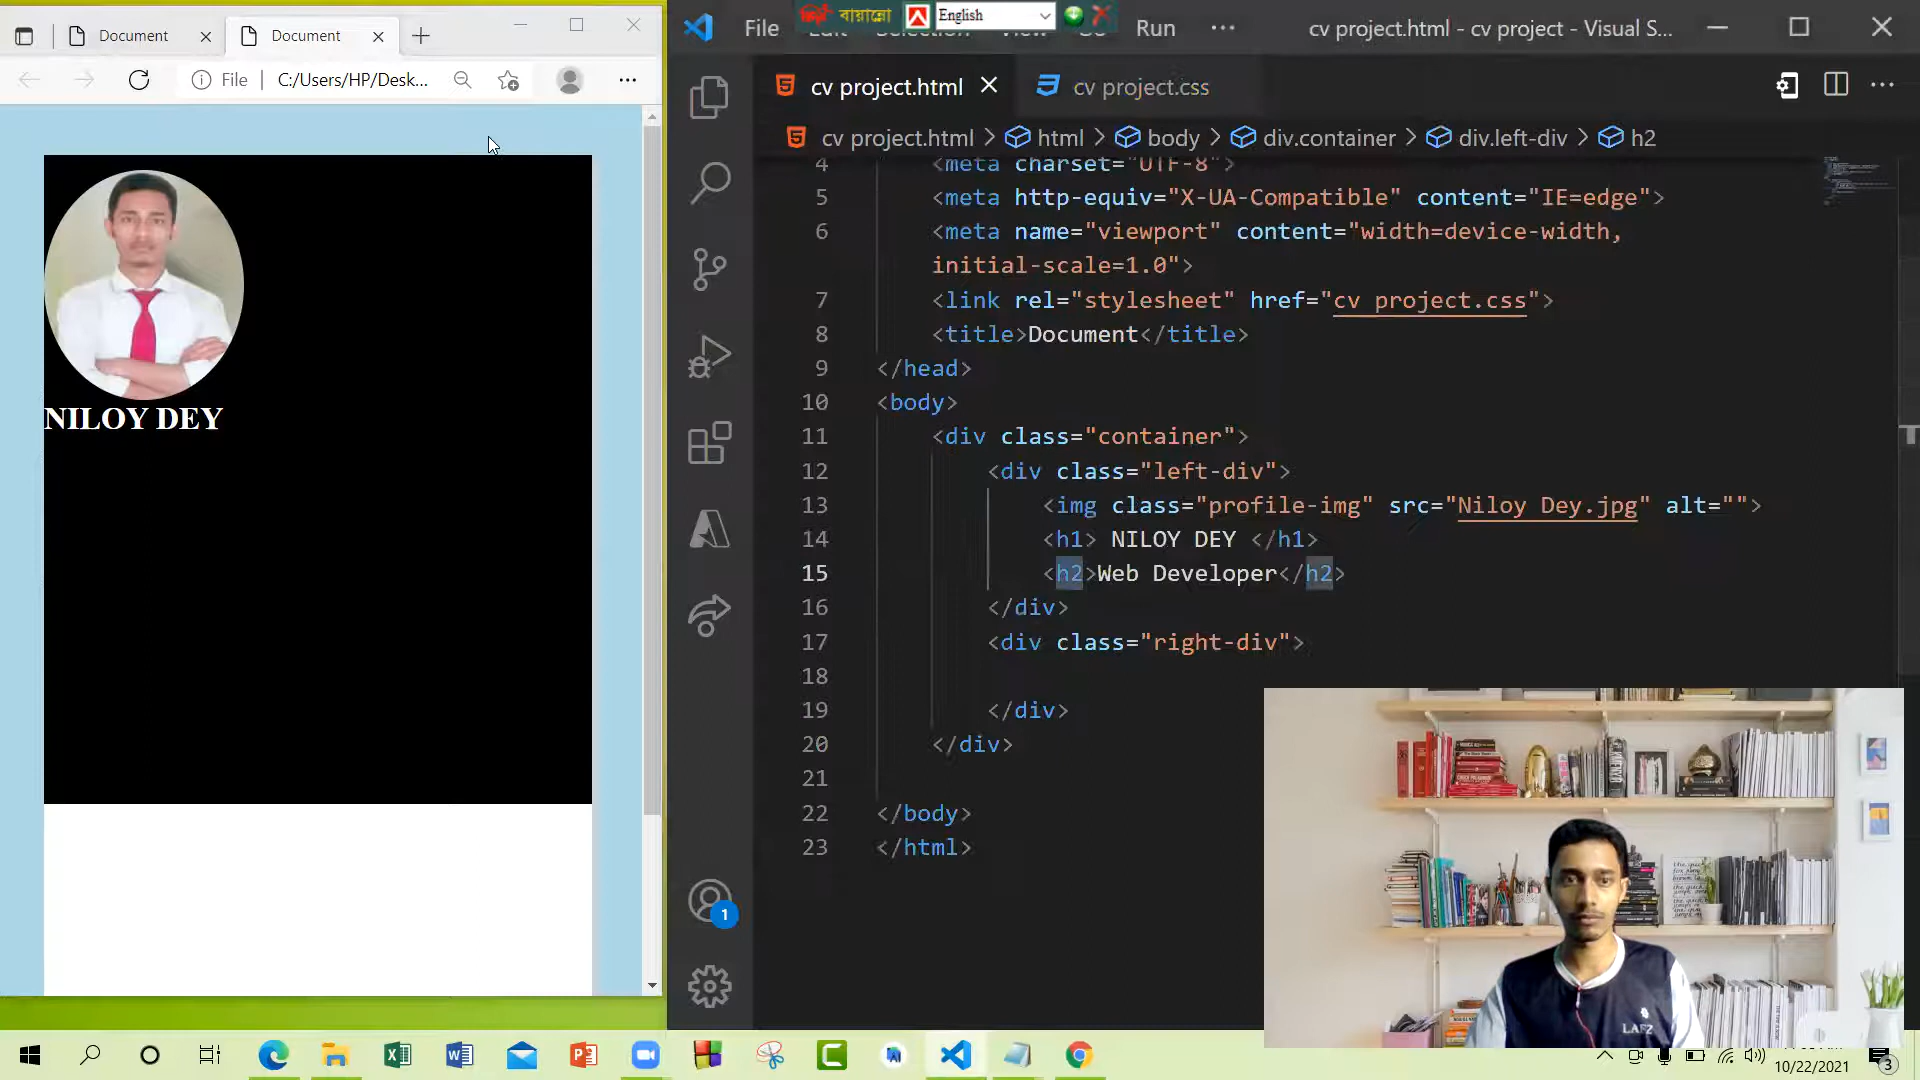 Document
Document
File
C:/Users/HP/Desk...
NILOY DEY
File
Run
বায়ান্নো
English
cv project.html - cv project - Visual S...
cv project.html
cv project.css
cv project.html > html > body > div.container > div.left-div > h2
4 <meta charset="UTF-8">
5 <meta http-equiv="X-UA-Compatible" content="IE=edge">
6 <meta name="viewport" content="width=device-width,
initial-scale=1.0">
7 <link rel="stylesheet" href="cv project.css">
8 <title>Document</title>
9 </head>
10 <body>
11 <div class="container">
12 <div class="left-div">
13 <img class="profile-img" src="Niloy Dey.jpg" alt="">
14 <h1> NILOY DEY </h1>
15 <h2>Web Developer</h2>
16 </div>
17 <div class="right-div">
18
19 </div>
20 </div>
21
22 </body>
23 </html>
1
10/22/2021
3